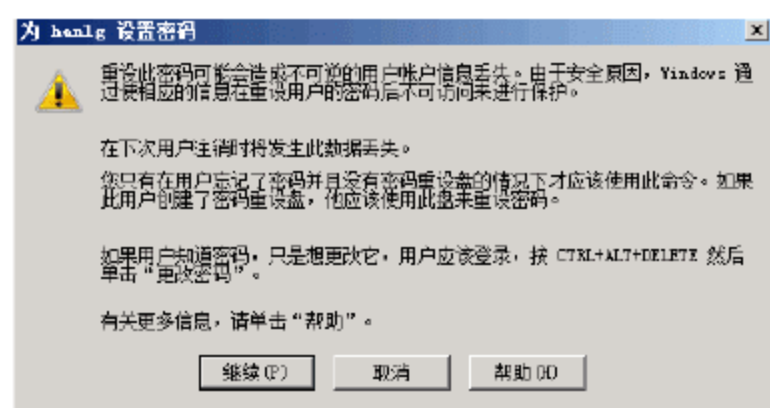 为 hanlg 设置密码
重设此密码可能会造成不可逆的用户帐户信息丢失。由于安全原因，Windows 通
过使相应的信息在重设用户的密码后不可访问来进行保护。
在下次用户注销时将发生此数据丢失。
您只有在用户忘记了密码并且没有密码重设盘的情况下才应该使用此命令。如果
此用户创建了密码重设盘，他应该使用此盘来重设密码。
如果用户知道密码，只是想更改它，用户应该登录，按 CTRL+ALT+DELETE 然后
单击“更改密码”。
有关更多信息，请单击“帮助”。
继续(P) 取消 帮助(H)